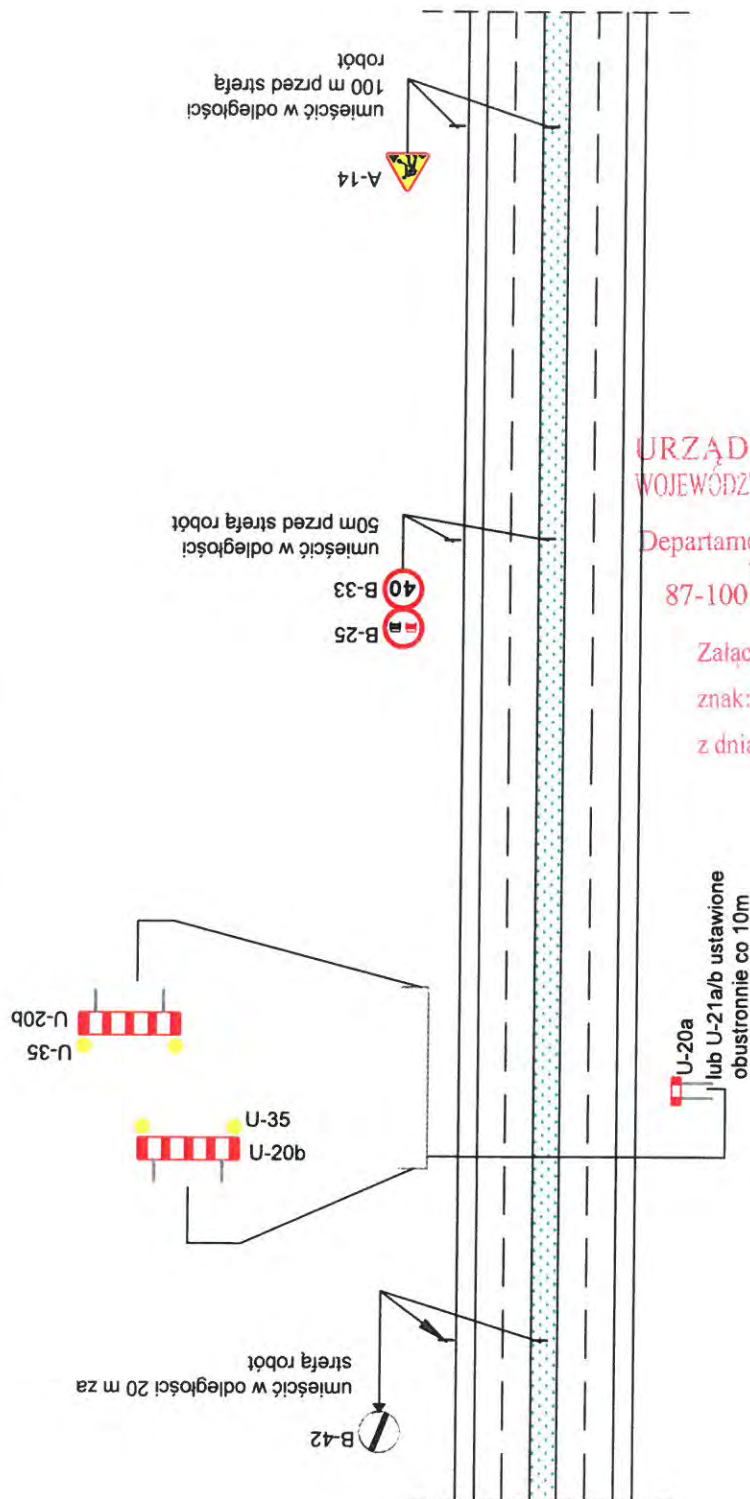 umieścić w odległości
100 m przed strefą
robót
A-14
umieścić w odległości
50m przed strefą robót
B-33
40
B-25
URZĄD
WOJEWÓDZ
Departame
87-100
Załąc
znak:
z dnia
U-20b
U-35
U-35
U-20b
U-20a
lub U-21a/b ustawione
obustronnie co 10m
umieścić w odległości 20 m za
strefą robót
B-42